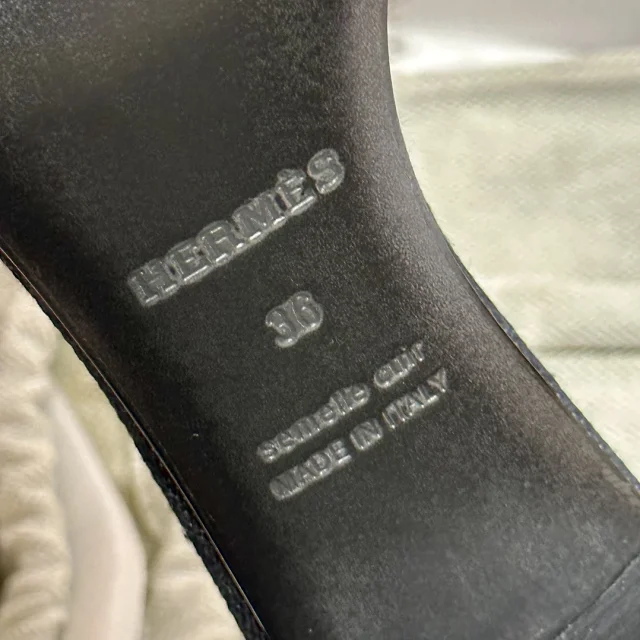 HERMÈS
36
semelle cuir
MADE IN ITALY